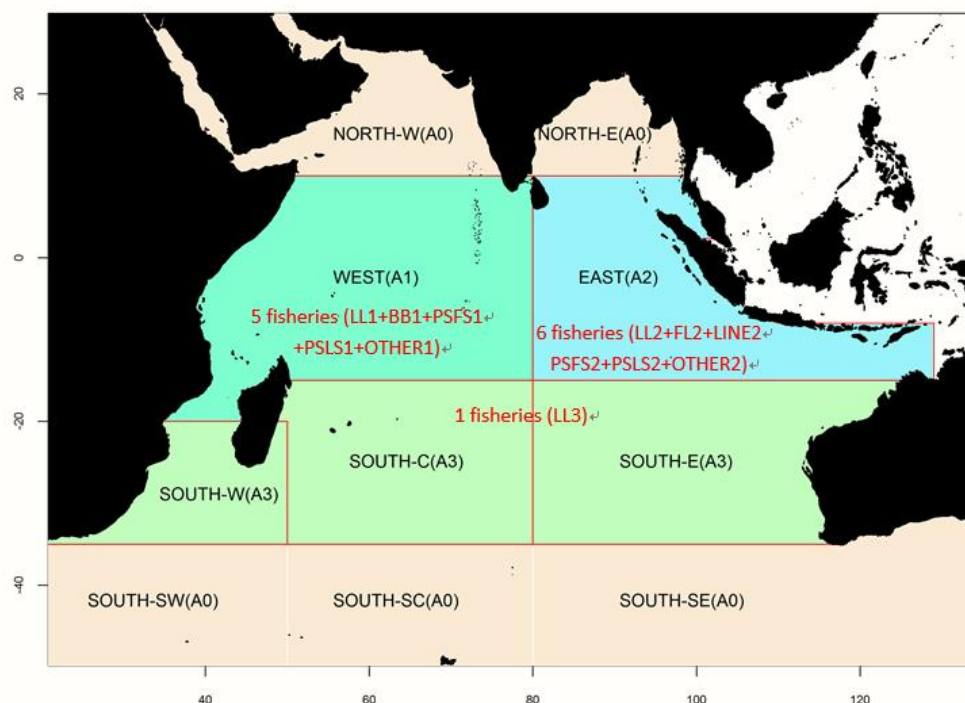 20
0
-20
-40
NORTH-W(A0)
NORTH-E(A0)
WEST(A1)
EAST(A2)
5 fisheries (LL1+BB1+PSFS1↵
+PSLS1+OTHER1)↵
6 fisheries (LL2+FL2+LINE2
PSFS2+PSLS2+OTHER2)↵
1 fisheries (LL3)↵
SOUTH-W(A3)
SOUTH-C(A3)
SOUTH-E(A3)
SOUTH-SW(A0)
SOUTH-SC(A0)
SOUTH-SE(A0)
40
60
80
100
120